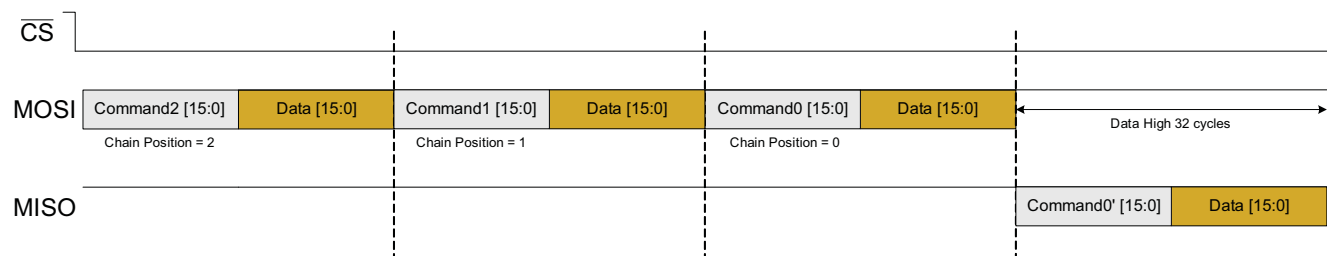 CS
MOSI Command2 [15:0] Data [15:0] Command1 [15:0] Data [15:0] Command0 [15:0] Data [15:0]
Data High 32 cycles
Chain Position = 2 Chain Position = 1 Chain Position = 0
MISO Command0' [15:0] Data [15:0]